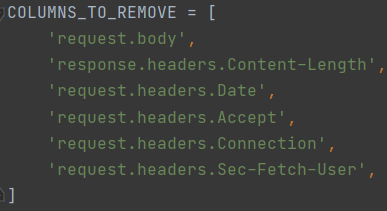 COLUMNS_TO_REMOVE = [
    'request.body',
    'response.headers.Content-Length',
    'request.headers.Date',
    'request.headers.Accept',
    'request.headers.Connection',
    'request.headers.Sec-Fetch-User',
]